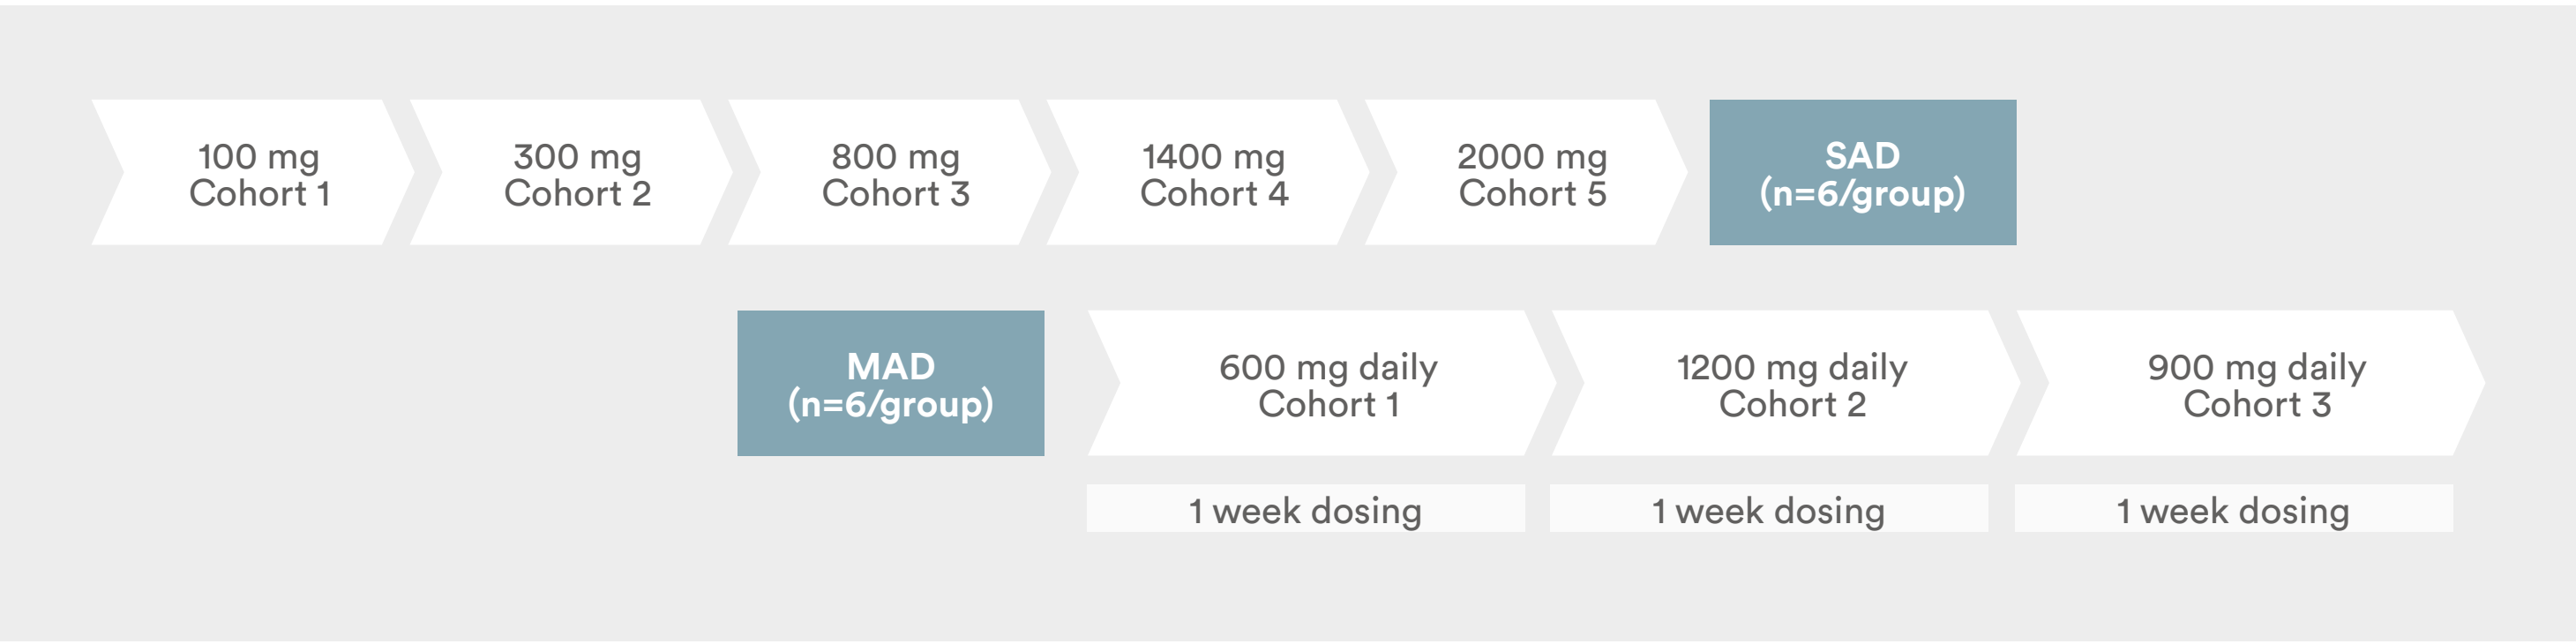 100 mg
Cohort 1
300 mg
Cohort 2
800 mg
Cohort 3
1400 mg
Cohort 4
2000 mg
Cohort 5
SAD
(n=6/group)
MAD
(n=6/group)
600 mg daily
Cohort 1
1200 mg daily
Cohort 2
900 mg daily
Cohort 3
1 week dosing
1 week dosing
1 week dosing